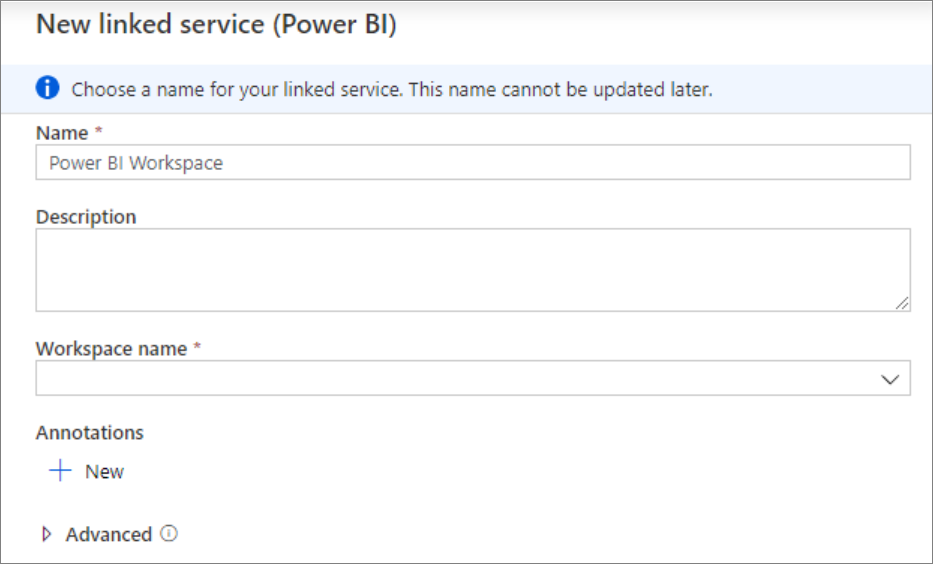 New linked service (Power BI)
Choose a name for your linked service. This name cannot be updated later.
Name *
Power BI Workspace
Description
Workspace name *
Annotations
New
Advanced